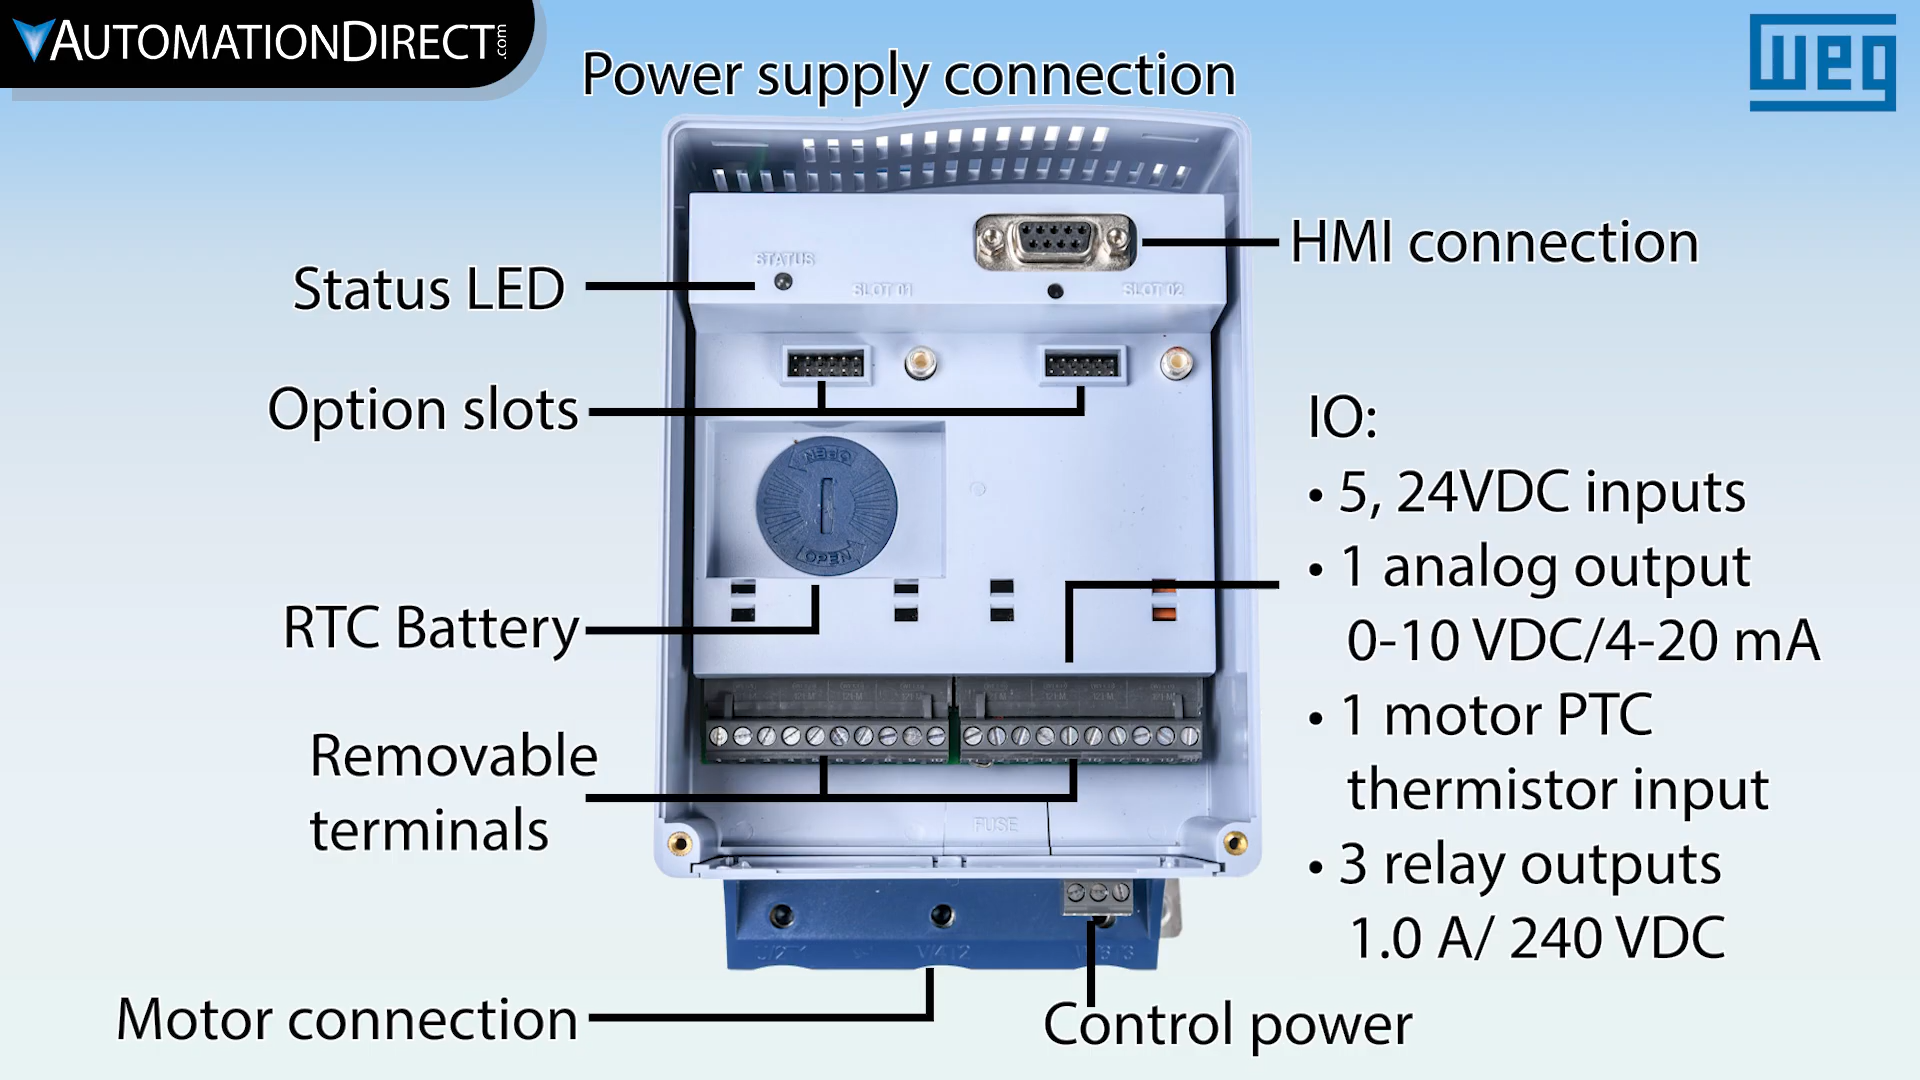 AUTOMATIONDIRECT.com
Power supply connection
weg
HMI connection
STATUS
Status LED
SLOT 01
SLOT 02
Option slots
IO:
• 5, 24VDC inputs
• 1 analog output
0-10 VDC/4-20 mA
• 1 motor PTC
thermistor input
• 3 relay outputs
1.0 A/ 240 VDC
OPEN
OPEN
RTC Battery
Removable
terminals
FUSE
V/4T2
Motor connection
Control power